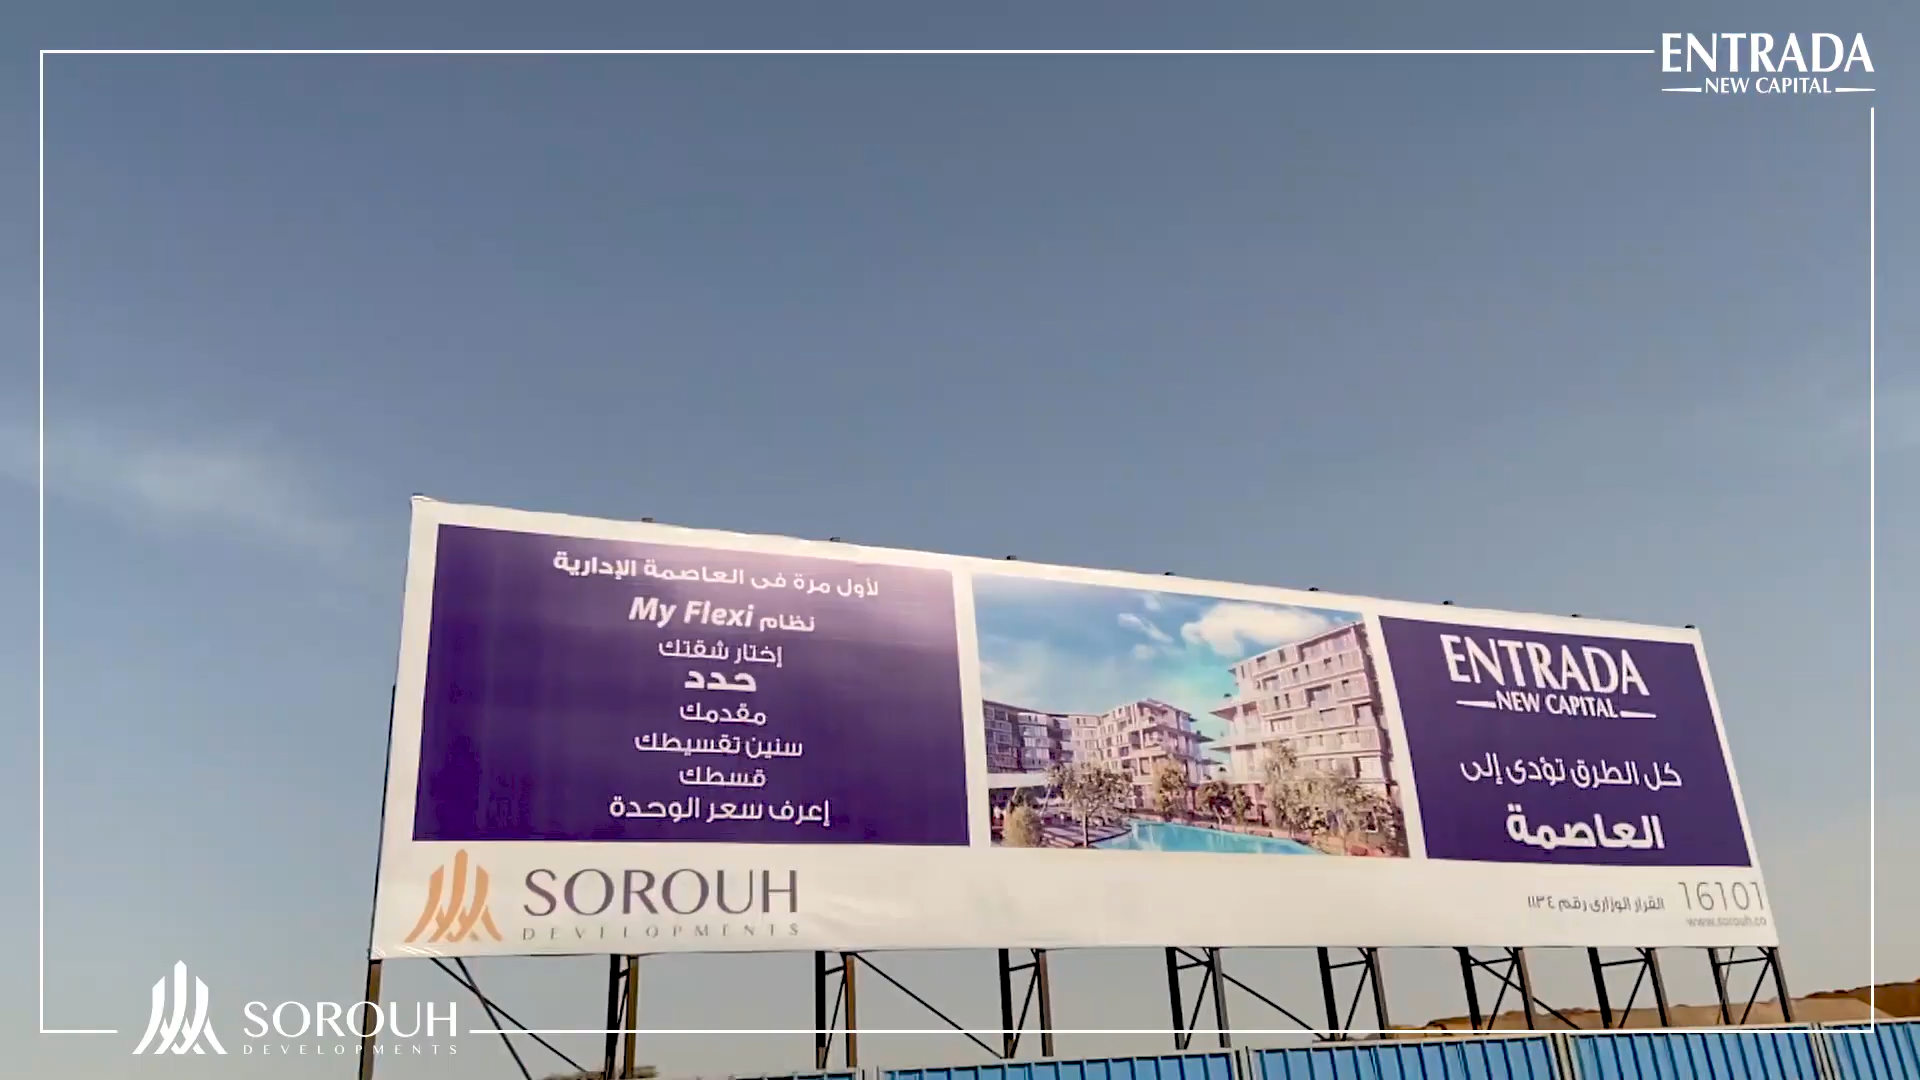 ENTRADA
NEW CAPITAL
لأول مرة فى العاصمة الإدارية
نظام My Flexi
إختار شقتك
حدد
مقدمك
سنين تقسيطك
قسطك
إعرف سعر الوحدة
ENTRADA
NEW CAPITAL
كل الطرق تؤدى إلى
العاصمة
SOROUH
DEVELOPMENTS
القرار الوزارى رقم ١١٣٤
16101
www.sorouh.co
SOROUH
DEVELOPMENTS